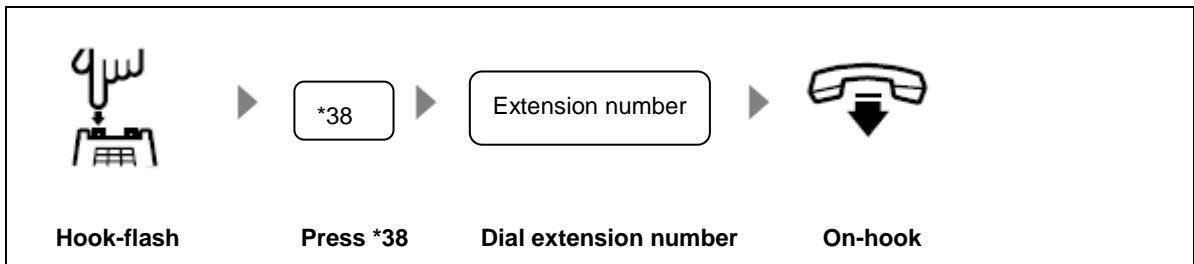 *38
Extension number
Hook-flash
Press *38
Dial extension number
On-hook